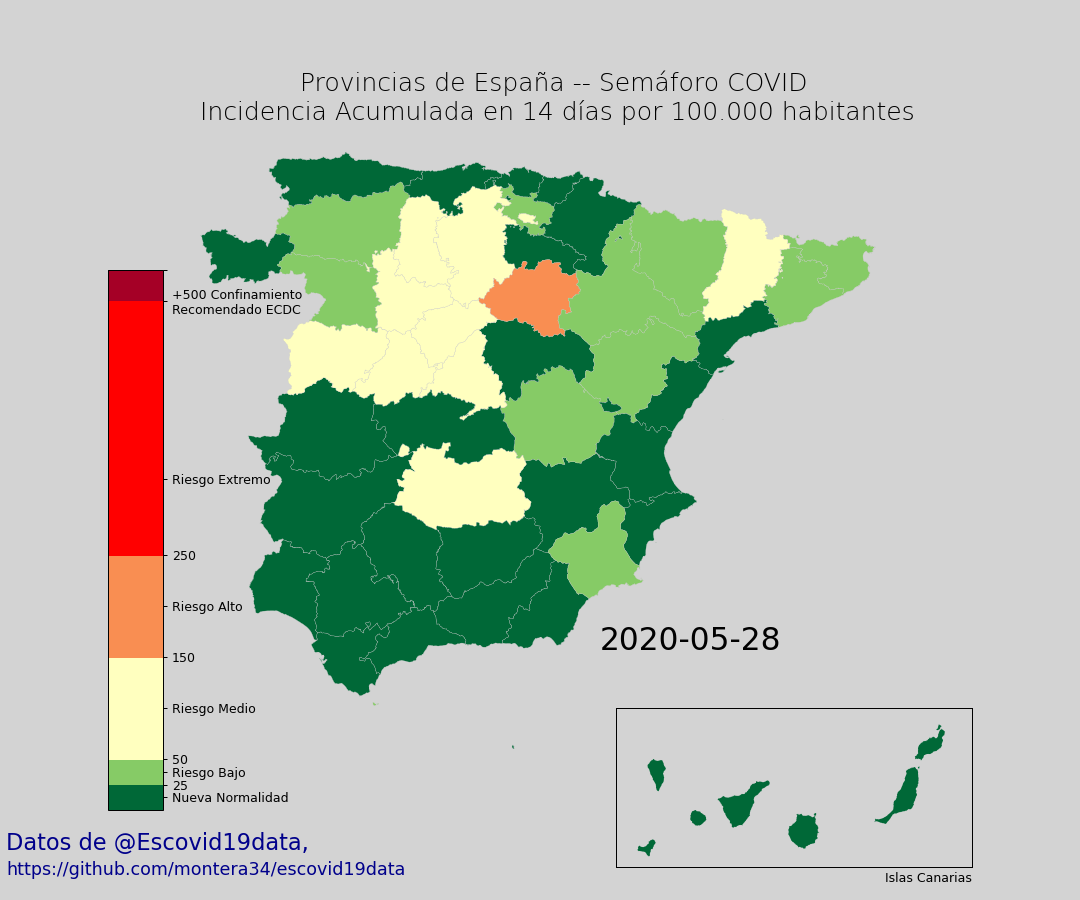 Provincias de España -- Semáforo COVID
Incidencia Acumulada en 14 días por 100.000 habitantes
+500 Confinamiento
Recomendado ECDC
Riesgo Extremo
250
Riesgo Alto
150
Riesgo Medio
50
Riesgo Bajo
25
Nueva Normalidad
2020-05-28
Islas Canarias
Datos de @Escovid19data,
https://github.com/montera34/escovid19data